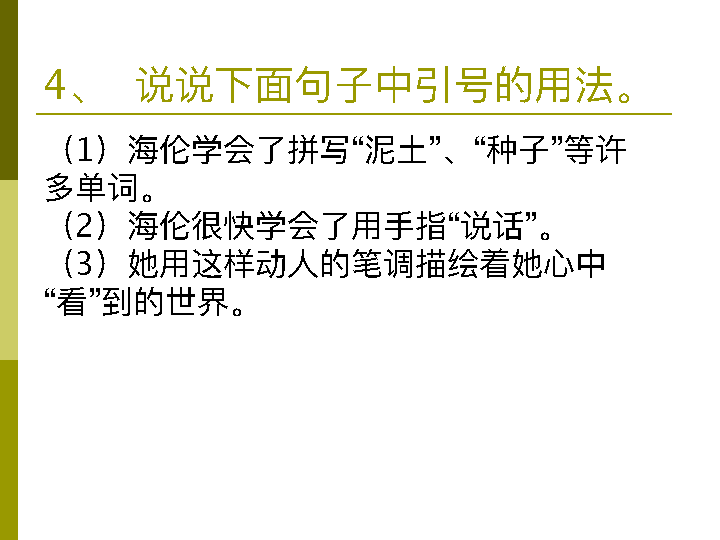 4、 说说下面句子中引号的用法。
（1）海伦学会了拼写“泥土”、“种子”等许
多单词。
（2）海伦很快学会了用手指“说话”。
（3）她用这样动人的笔调描绘着她心中
“看”到的世界。